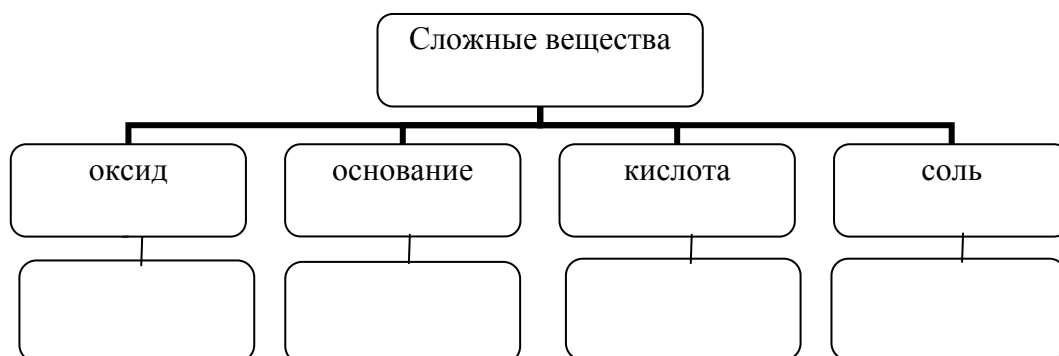 Сложные вещества
оксид
основание
кислота
соль